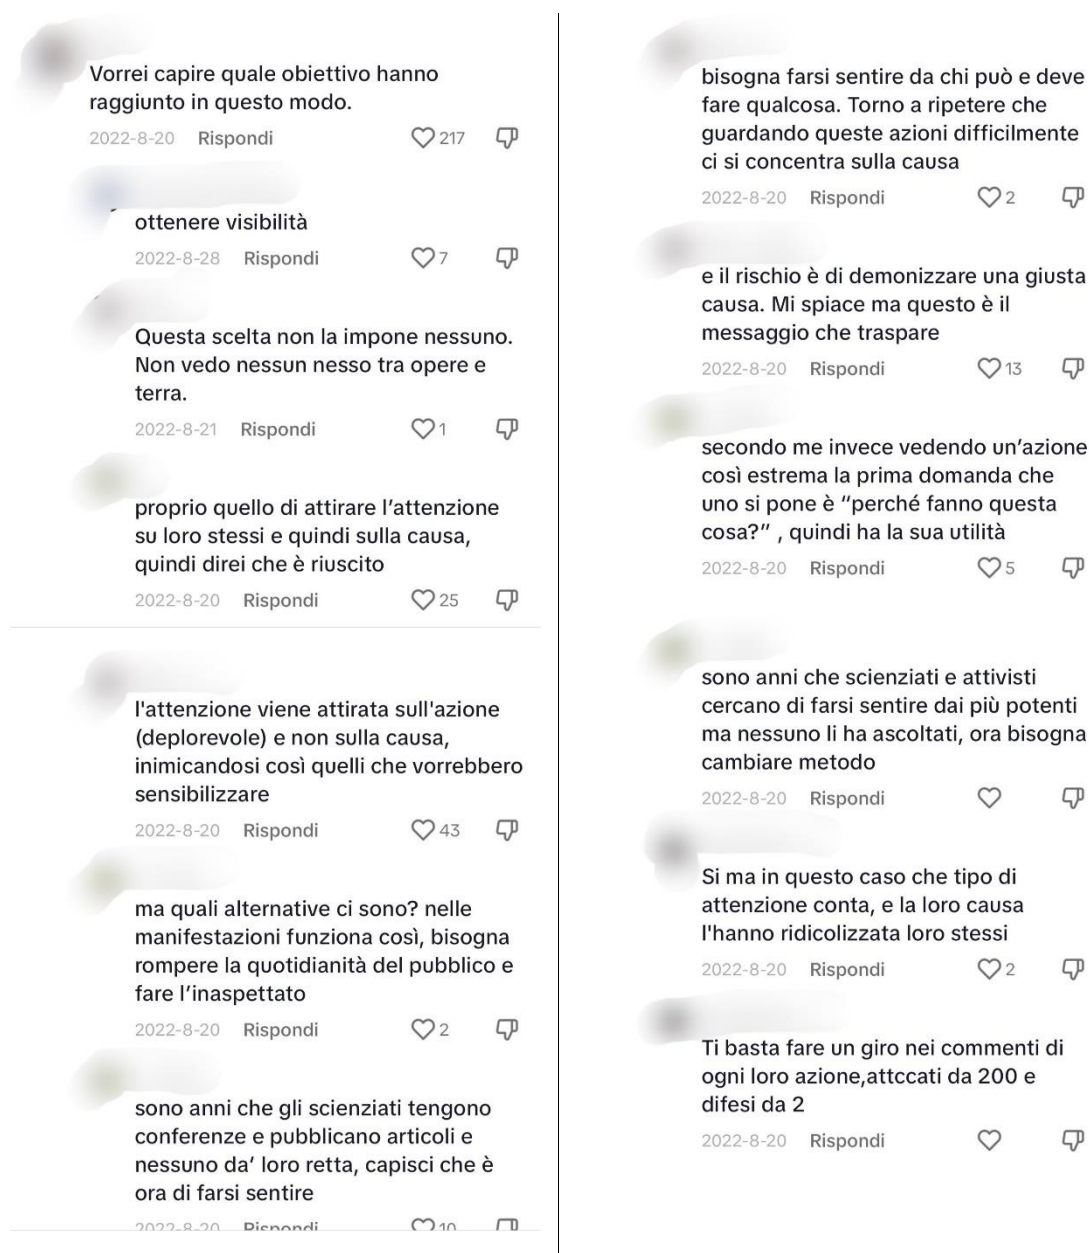 Vorrei capire quale obiettivo hanno
raggiunto in questo modo.
2022-8-20 Rispondi 217
ottenere visibilità
2022-8-28 Rispondi 7
Questa scelta non la impone nessuno.
Non vedo nessun nesso tra opere e
terra.
2022-8-21 Rispondi 1
proprio quello di attirare l'attenzione
su loro stessi e quindi sulla causa,
quindi direi che è riuscito
2022-8-20 Rispondi 25
l'attenzione viene attirata sull'azione
(deplorevole) e non sulla causa,
inimicandosi così quelli che vorrebbero
sensibilizzare
2022-8-20 Rispondi 43
ma quali alternative ci sono? nelle
manifestazioni funziona così, bisogna
rompere la quotidianità del pubblico e
fare l'inaspettato
2022-8-20 Rispondi 2
sono anni che gli scienziati tengono
conferenze e pubblicano articoli e
nessuno da' loro retta, capisci che è
ora di farsi sentire
2022-8-20 Rispondi 10
bisogna farsi sentire da chi può e deve
fare qualcosa. Torno a ripetere che
guardando queste azioni difficilmente
ci si concentra sulla causa
2022-8-20 Rispondi 2
e il rischio è di demonizzare una giusta
causa. Mi spiace ma questo è il
messaggio che traspare
2022-8-20 Rispondi 13
secondo me invece vedendo un'azione
così estrema la prima domanda che
uno si pone è “perché fanno questa
cosa?” , quindi ha la sua utilità
2022-8-20 Rispondi 5
sono anni che scienziati e attivisti
cercano di farsi sentire dai più potenti
ma nessuno li ha ascoltati, ora bisogna
cambiare metodo
2022-8-20 Rispondi
Si ma in questo caso che tipo di
attenzione conta, e la loro causa
l'hanno ridicolizzata loro stessi
2022-8-20 Rispondi 2
Ti basta fare un giro nei commenti di
ogni loro azione,attccati da 200 e
difesi da 2
2022-8-20 Rispondi